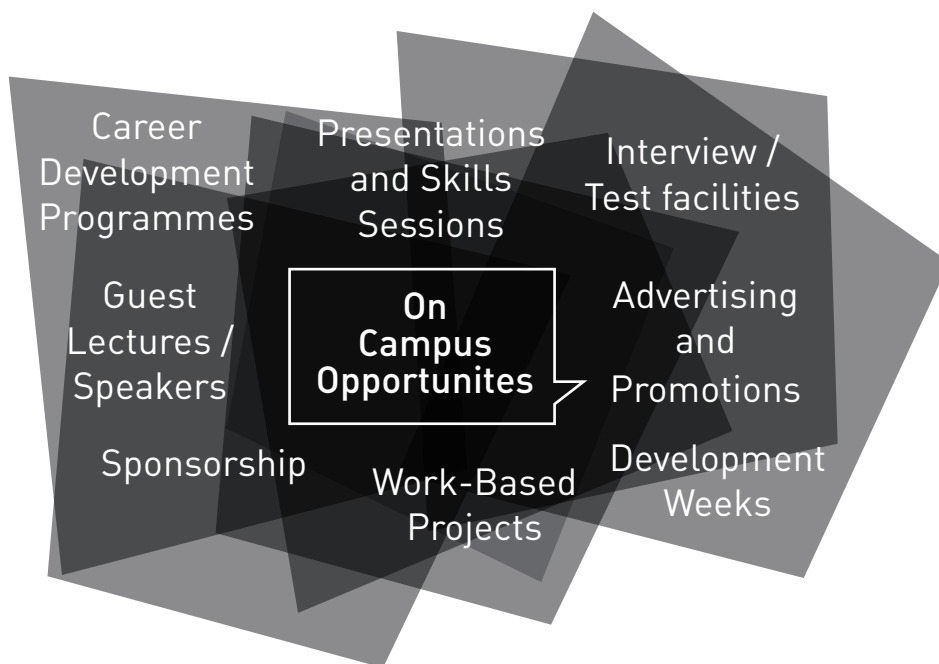 Career
Development
Programmes
Presentations
and Skills
Sessions
Interview /
Test facilities
Guest
Lectures /
Speakers
On
Campus
Opportunites
Advertising
and
Promotions
Sponsorship
Work-Based
Projects
Development
Weeks